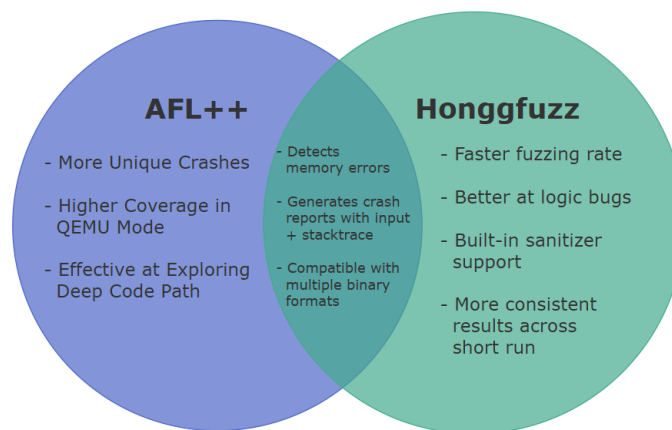 AFL++
- More Unique Crashes
- Higher Coverage in
QEMU Mode
- Effective at Exploring
Deep Code Path
- Detects
memory errors
- Generates crash
reports with input
+ stacktrace
- Compatible with
multiple binary
formats
Honggfuzz
- Faster fuzzing rate
- Better at logic bugs
- Built-in sanitizer
support
- More consistent
results across
short run